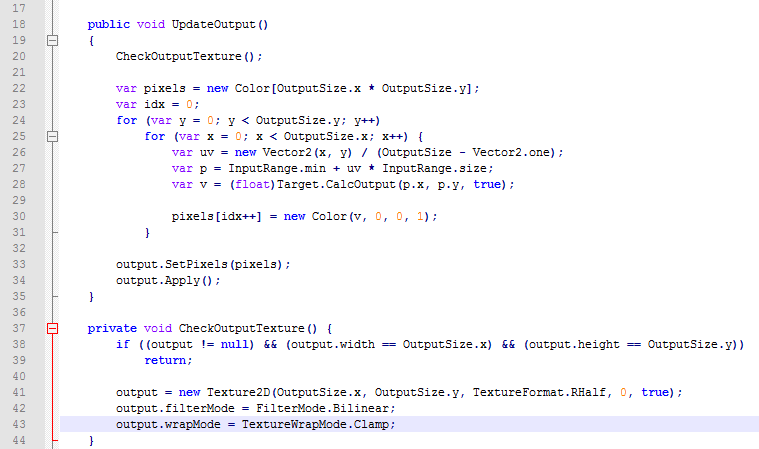 17
18 public void UpdateOutput()
19 {
20 CheckOutputTexture();
21
22 var pixels = new Color[OutputSize.x * OutputSize.y];
23 var idx = 0;
24 for (var y = 0; y < OutputSize.y; y++)
25 for (var x = 0; x < OutputSize.x; x++) {
26 var uv = new Vector2(x, y) / (OutputSize - Vector2.one);
27 var p = InputRange.min + uv * InputRange.size;
28 var v = (float)Target.CalcOutput(p.x, p.y, true);
29
30 pixels[idx++] = new Color(v, 0, 0, 1);
31 }
32
33 output.SetPixels(pixels);
34 output.Apply();
35 }
36
37 private void CheckOutputTexture() {
38 if ((output != null) && (output.width == OutputSize.x) && (output.height == OutputSize.y))
39 return;
40
41 output = new Texture2D(OutputSize.x, OutputSize.y, TextureFormat.RHalf, 0, true);
42 output.filterMode = FilterMode.Bilinear;
43 output.wrapMode = TextureWrapMode.Clamp;
44 }